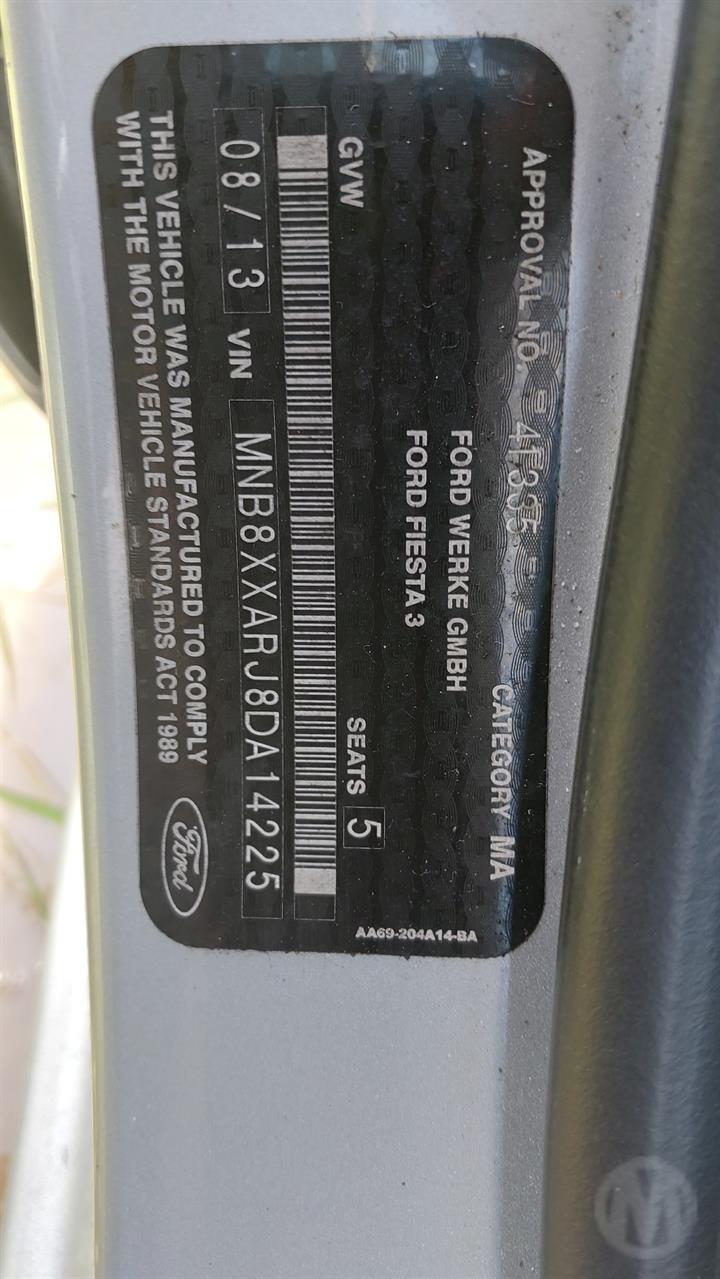 APPROVAL NO. 41335 CATEGORY MA
FORD WERKE GMBH
FORD FIESTA 3
GVW SEATS 5
08/13 VIN MNB8XXARJ8DA14225
THIS VEHICLE WAS MANUFACTURED TO COMPLY
WITH THE MOTOR VEHICLE STANDARDS ACT 1989
Ford
AA69-204A14-BA
M